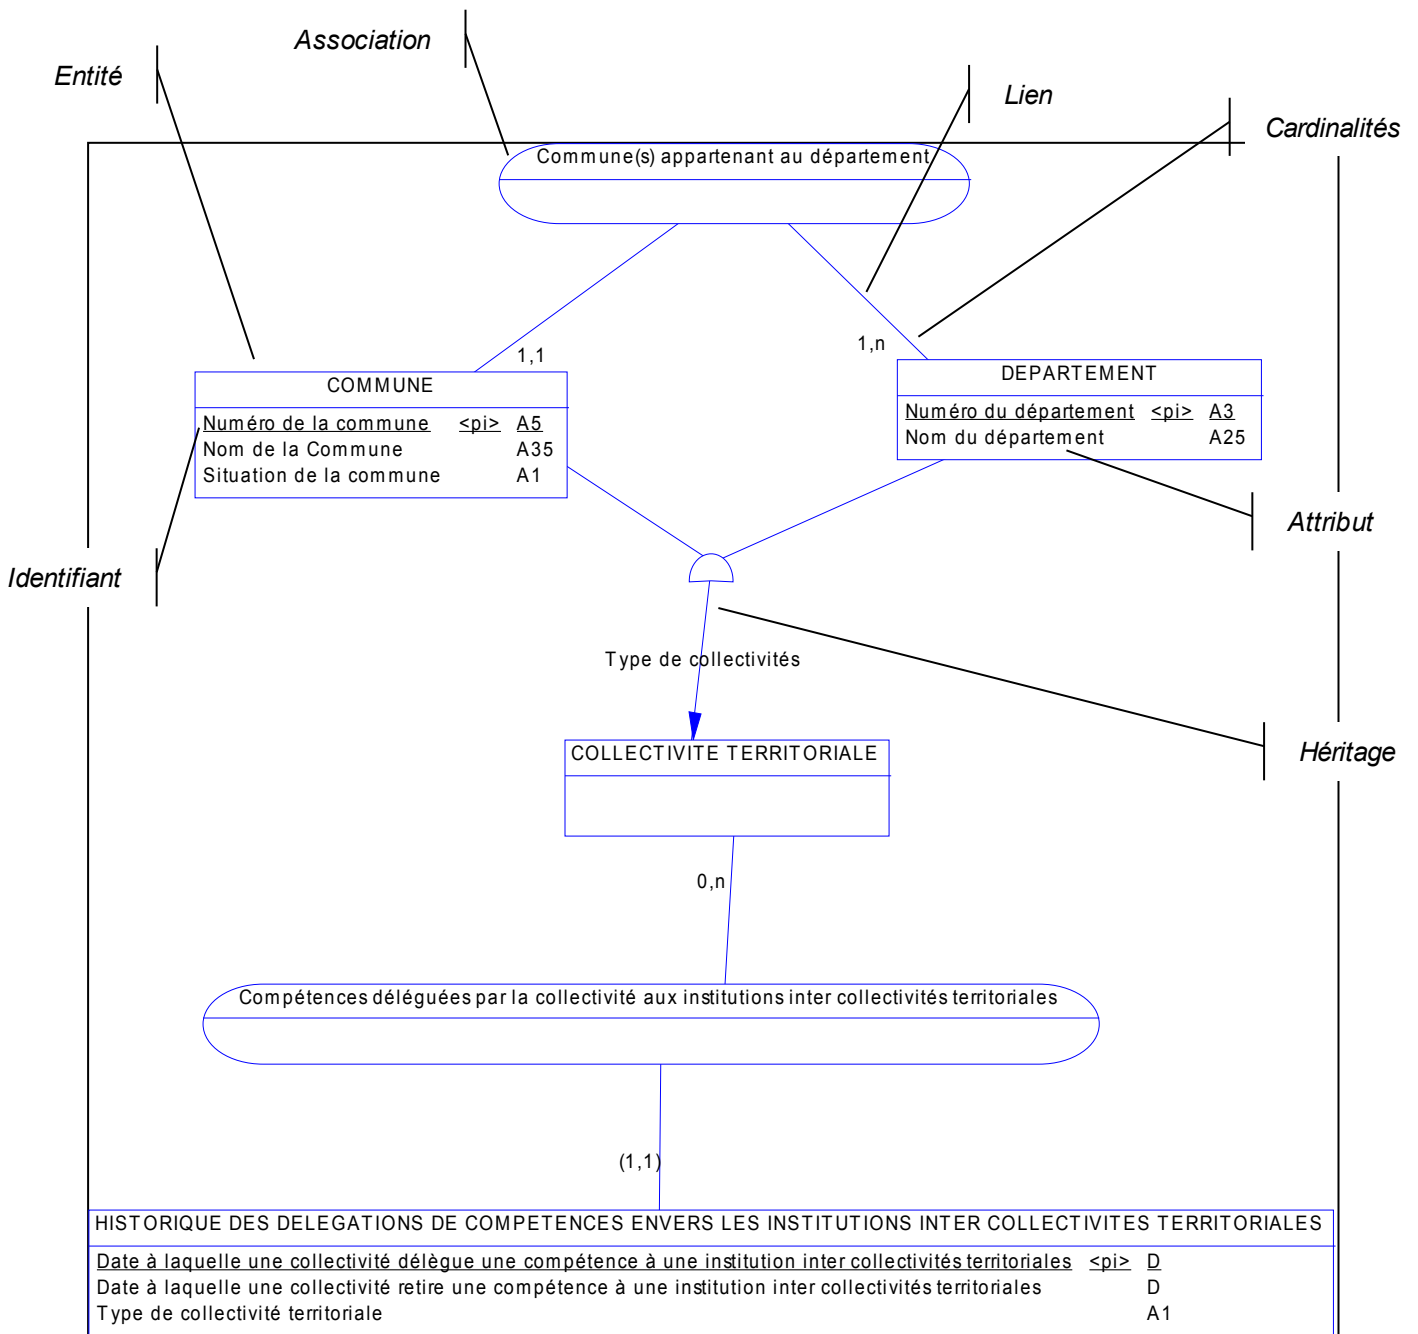 Association
Entité
Lien
Cardinalités
Commune(s) appartenant au département
1,1
1,n
COMMUNE
Numéro de la commune <pi> A5
Nom de la Commune A35
Situation de la commune A1
DEPARTEMENT
Numéro du département <pi> A3
Nom du département A25
Attribut
Identifiant
Type de collectivités
Héritage
COLLECTIVITE TERRITORIALE
0,n
Compétences déléguées par la collectivité aux institutions inter collectivités territoriales
(1,1)
HISTORIQUE DES DELEGATIONS DE COMPETENCES ENVERS LES INSTITUTIONS INTER COLLECTIVITES TERRITORIALES
Date à laquelle une collectivité délègue une compétence à une institution inter collectivités territoriales <pi> D
Date à laquelle une collectivité retire une compétence à une institution inter collectivités territoriales D
Type de collectivité territoriale A1